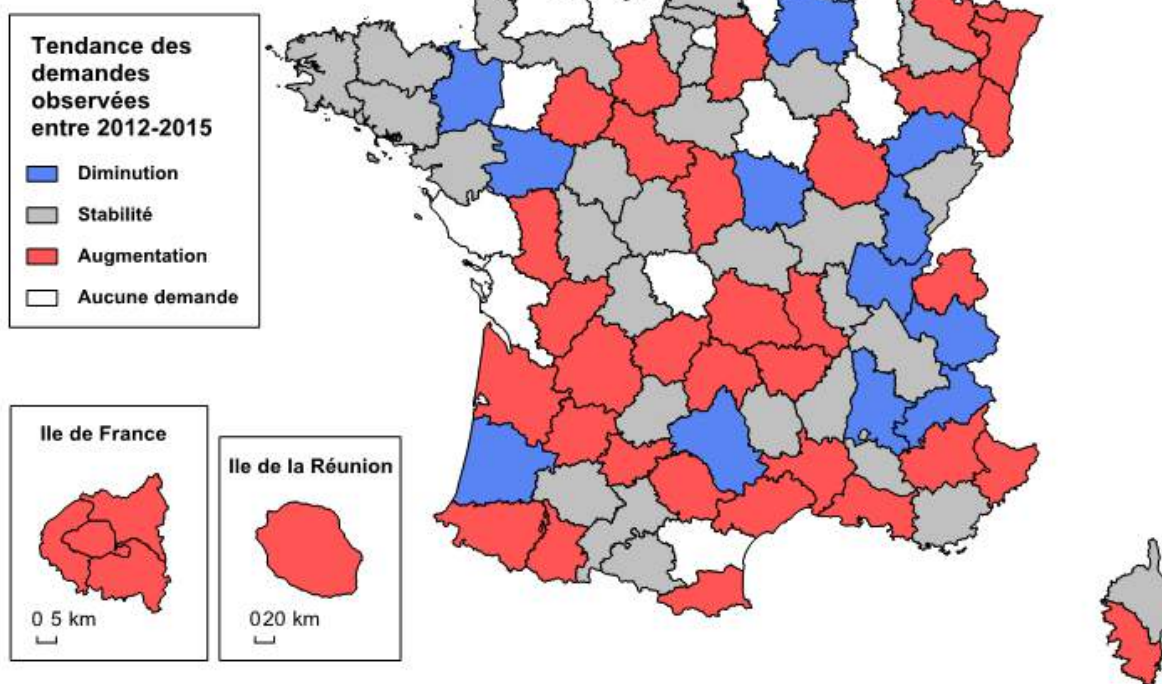 Tendance des
demandes
observées
entre 2012-2015
Diminution
Stabilité
Augmentation
Aucune demande
Ile de France
0 5 km
Ile de la Réunion
020 km